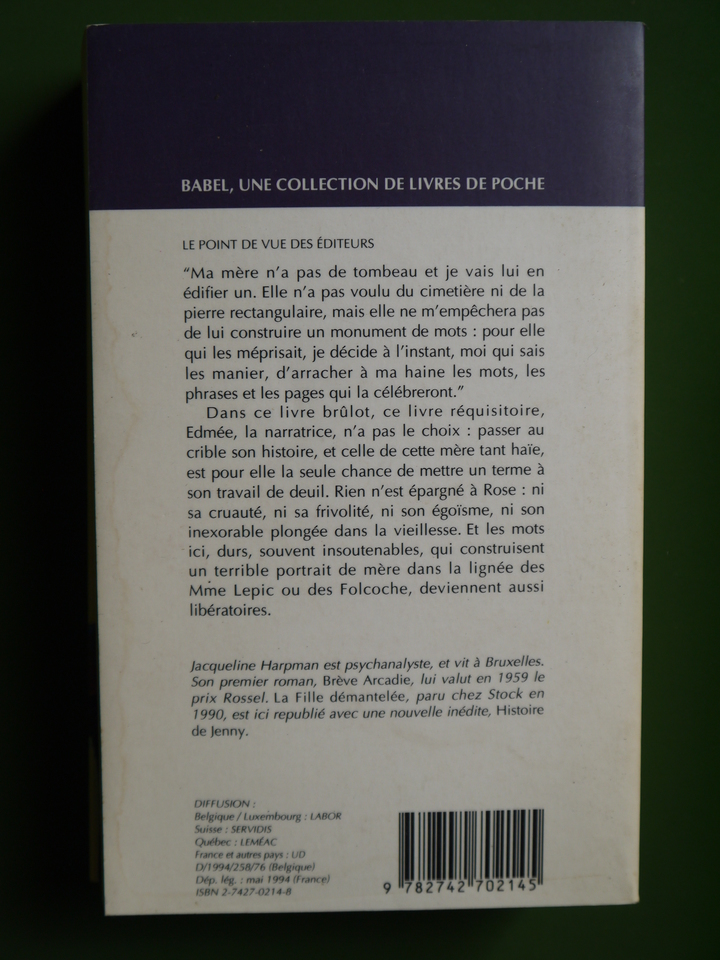 BABEL, UNE COLLECTION DE LIVRES DE POCHE
LE POINT DE VUE DES ÉDITEURS
“Ma mère n’a pas de tombeau et je vais lui en
édifier un. Elle n’a pas voulu du cimetière ni de la
pierre rectangulaire, mais elle ne m’empêchera pas
de lui construire un monument de mots : pour elle
qui les méprisait, je décide à l’instant, moi qui sais
les manier, d’arracher à ma haine les mots, les
phrases et les pages qui la célébreront.”
Dans ce livre brûlot, ce livre réquisitoire,
Edmée, la narratrice, n’a pas le choix : passer au
crible son histoire, et celle de cette mère tant haïe,
est pour elle la seule chance de mettre un terme à
son travail de deuil. Rien n’est épargné à Rose : ni
sa cruauté, ni sa frivolité, ni son égoïsme, ni son
inexorable plongée dans la vieillesse. Et les mots
ici, durs, souvent insoutenables, qui construisent
un terrible portrait de mère dans la lignée des
Mme Lepic ou des Folcoche, deviennent aussi
libératoires.
Jacqueline Harpman est psychanalyste, et vit à Bruxelles.
Son premier roman, Brève Arcadie, lui valut en 1959 le
prix Rossel. La Fille démantelée, paru chez Stock en
1990, est ici republié avec une nouvelle inédite, Histoire
de Jenny.
DIFFUSION :
Belgique / Luxembourg : LABOR
Suisse : SERVIDIS
Québec : LEMÉAC
France et autres pays : UD
D/1994/258/76 (Belgique)
Dép. lég. : mai 1994 (France)
ISBN 2-7427-0214-8
9 782742 702145